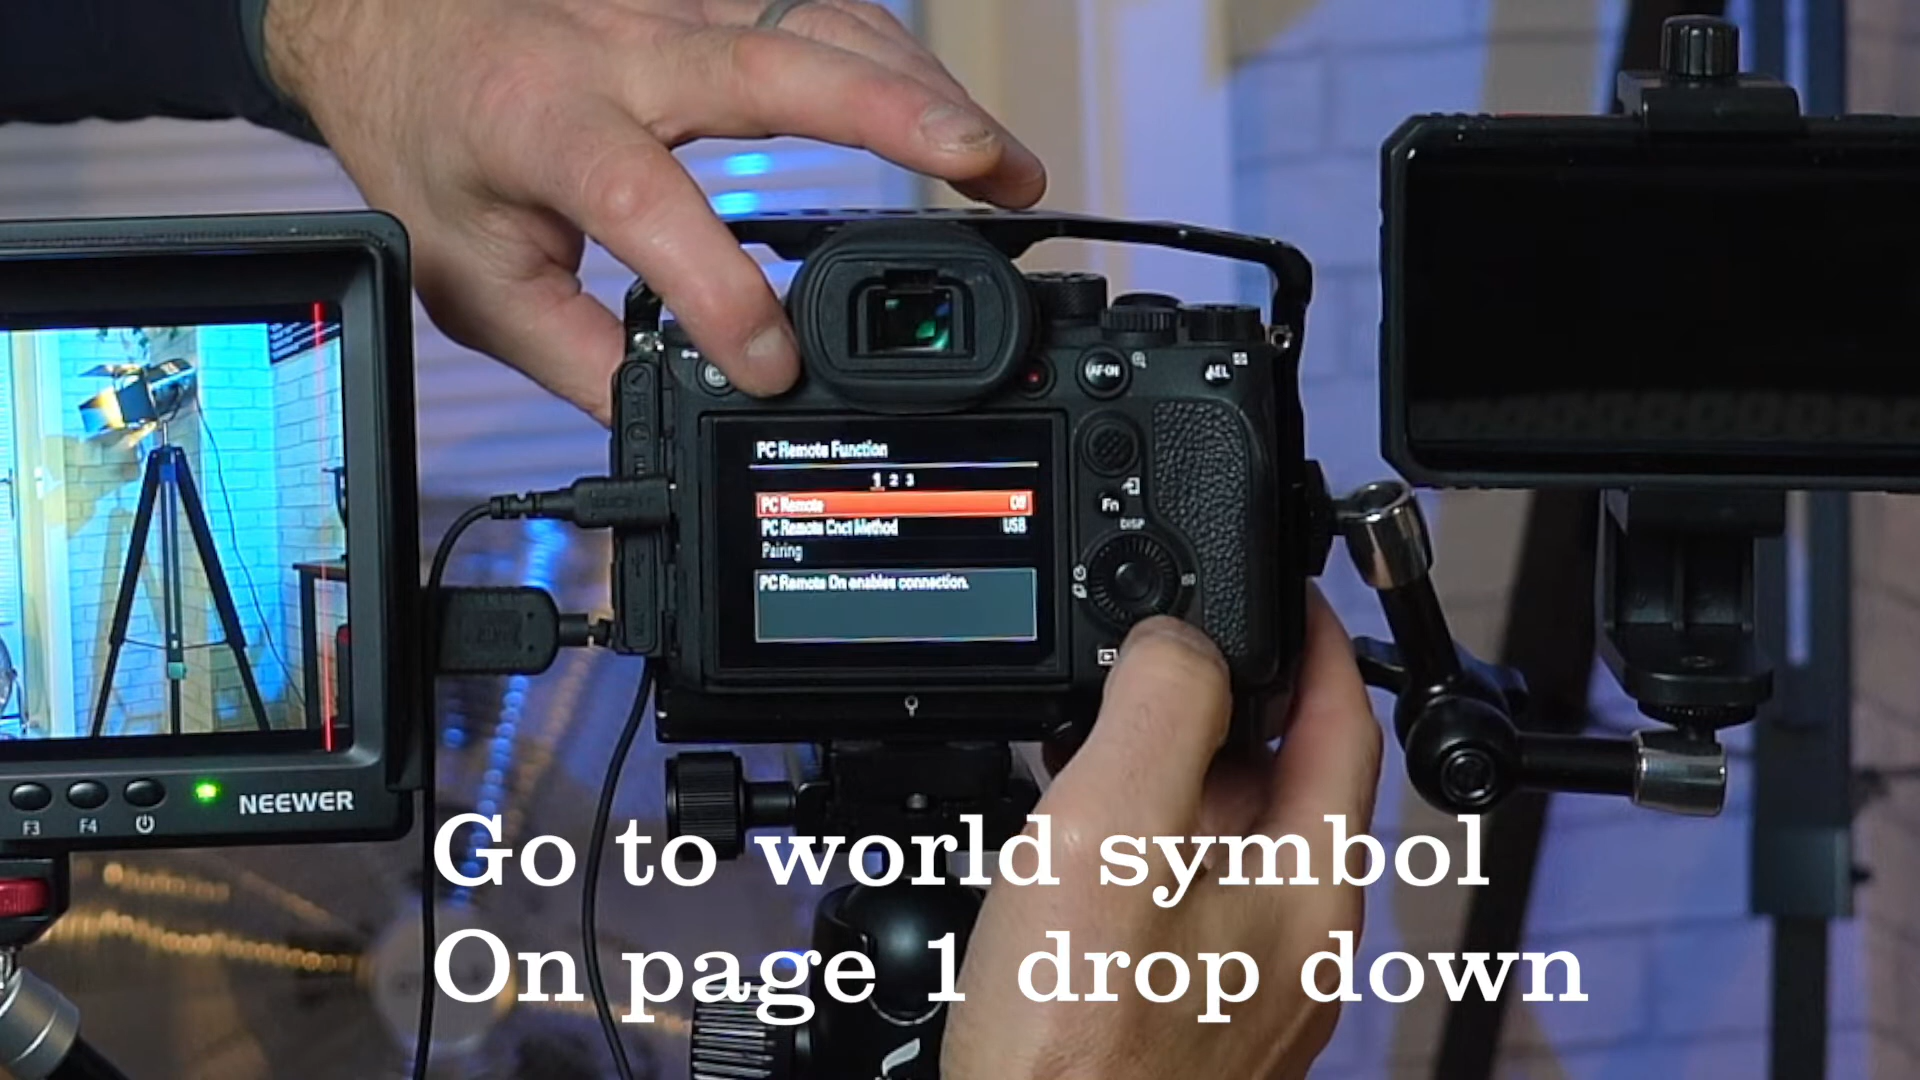 PC Remote Function
1 2 3
PC Remote Off
PC Remote Cnct Method USB
Pairing
PC Remote On enables connection.
AF-ON
AEL
Fn
DISP
ISO
F3 F4
NEEWER
Go to world symbol
On page 1 drop down